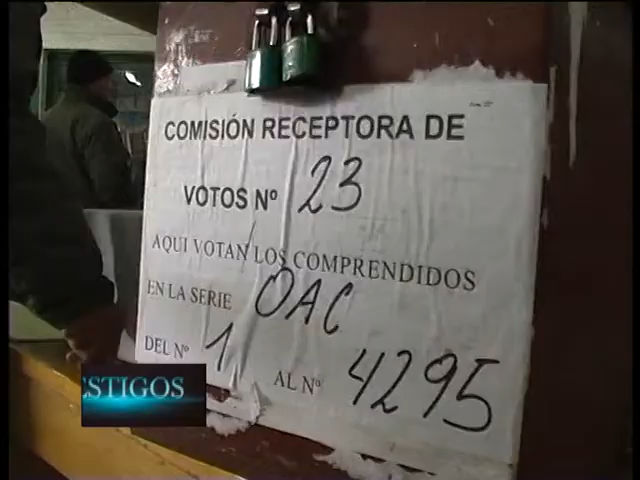 COMISIÓN RECEPTORA DE
VOTOS Nº 23
AQUI VOTAN LOS COMPRENDIDOS
EN LA SERIE OAC
DEL Nº 1
AL Nº 4295
STIGOS